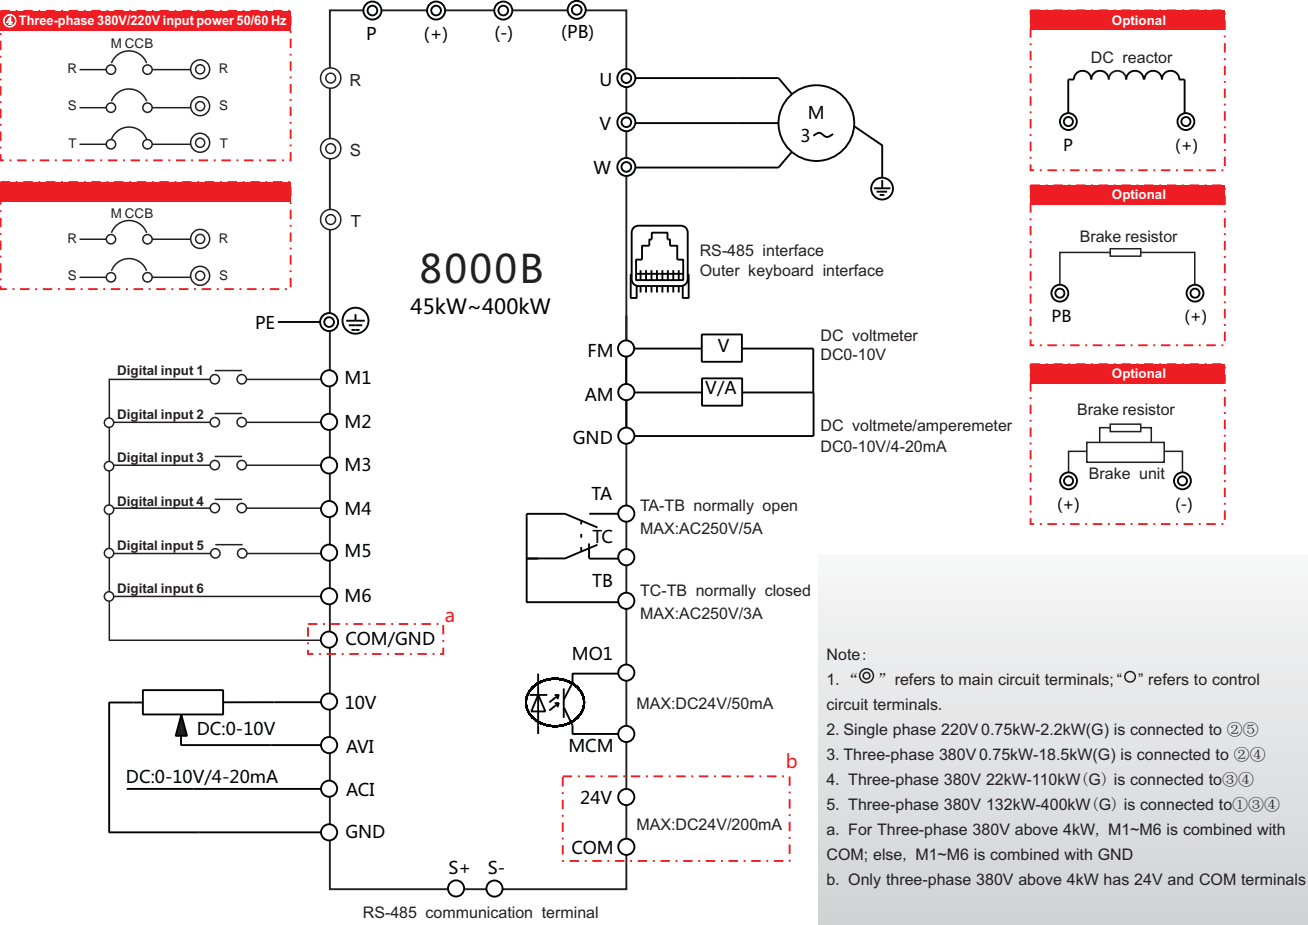 ④ Three-phase 380V/220V input power 50/60 Hz
MCCB
R R
S S
T T
MCCB
R R
S S
P (+) (-) (PB)
R
S
T
U
V
W
M
3~
8000B
45kW~400kW
PE
RS-485 interface
Outer keyboard interface
Digital input 1 M1
Digital input 2 M2
Digital input 3 M3
Digital input 4 M4
Digital input 5 M5
Digital input 6 M6
COM/GND
a
10V
DC:0-10V
AVI
DC:0-10V/4-20mA
ACI
GND
FM
V
DC voltmeter
DC0-10V
AM
V/A
GND
DC voltmete/amperemeter
DC0-10V/4-20mA
TA
TA-TB normally open
MAX:AC250V/5A
TC
TB
TC-TB normally closed
MAX:AC250V/3A
MO1
MAX:DC24V/50mA
MCM
b
24V
MAX:DC24V/200mA
COM
S+ S-
RS-485 communication terminal
Optional
DC reactor
P (+)
Optional
Brake resistor
PB (+)
Optional
Brake resistor
Brake unit
(+) (-)
Note:
1. “◎” refers to main circuit terminals; “○” refers to control
circuit terminals.
2. Single phase 220V 0.75kW-2.2kW(G) is connected to ②⑤
3. Three-phase 380V 0.75kW-18.5kW(G) is connected to ②④
4. Three-phase 380V 22kW-110kW(G) is connected to③④
5. Three-phase 380V 132kW-400kW(G) is connected to①③④
a. For Three-phase 380V above 4kW, M1~M6 is combined with
COM; else, M1~M6 is combined with GND
b. Only three-phase 380V above 4kW has 24V and COM terminals